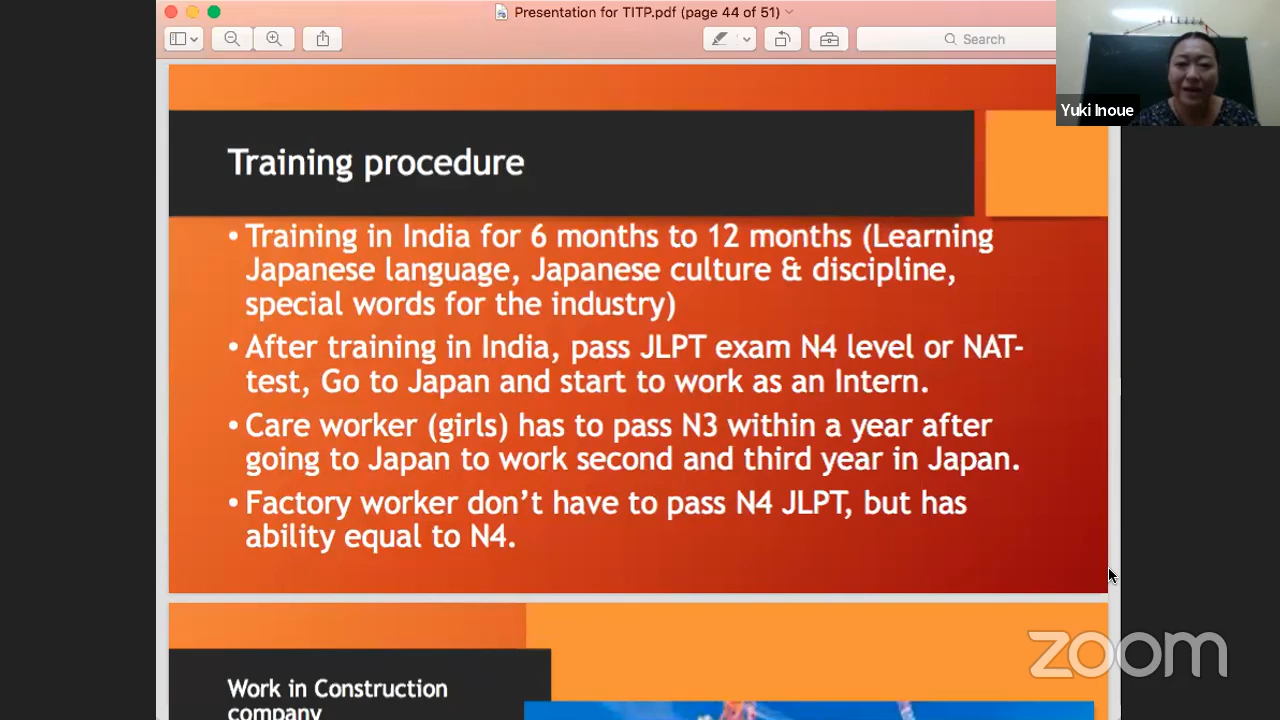 Presentation for TITP.pdf (page 44 of 51)
Search
Yuki Inoue
Training procedure
• Training in India for 6 months to 12 months (Learning
Japanese language, Japanese culture & discipline,
special words for the industry)
• After training in India, pass JLPT exam N4 level or NAT-
test, Go to Japan and start to work as an Intern.
• Care worker (girls) has to pass N3 within a year after
going to Japan to work second and third year in Japan.
• Factory worker don’t have to pass N4 JLPT, but has
ability equal to N4.
zoom
Work in Construction
company